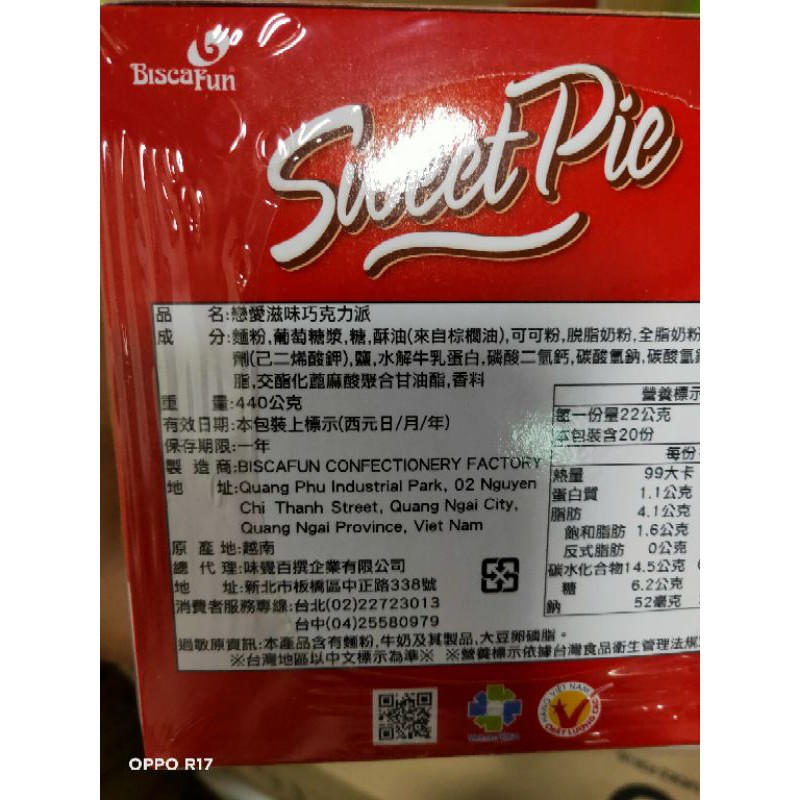 BISCAFUN
Sweet Pie
品 名:戀愛滋味巧克力派
成 分:麵粉,葡萄糖漿,糖,酥油(來自棕櫚油),可可粉,脱脂奶粉,全脂奶粉
劑(己二烯酸鉀),鹽,水解牛乳蛋白,磷酸二氫鈣,碳酸氫鈉,碳酸氫
脂,交酯化蓖麻酸聚合甘油酯,香料
重 量:440公克
有效日期:本包裝上標示(西元日/月/年)
保存期限:一年
製 造 商:BISCAFUN CONFECTIONERY FACTORY
地 址:Quang Phu Industrial Park, 02 Nguyen
Chi Thanh Street, Quang Ngai City,
Quang Ngai Province, Viet Nam
原 產 地:越南
總 代 理:味覺百撰企業有限公司
地 址:新北市板橋區中正路338號
消費者服務專線:台北(02)22723013
台中(04)25580979
過敏原資訊:本產品含有麵粉,牛奶及其製品,大豆卵磷脂。
※台灣地區以中文標示為準※ ※營養標示依據台灣食品衛生管理法規
營養標示
每一份量22公克
本包裝含20份
每份
熱量 99大卡
蛋白質 1.1公克
脂肪 4.1公克
飽和脂肪 1.6公克
反式脂肪 0公克
碳水化合物14.5公克
糖 6.2公克
鈉 52毫克
HÀNG VIỆT NAM
CHẤT LƯỢNG CAO
OPPO R17